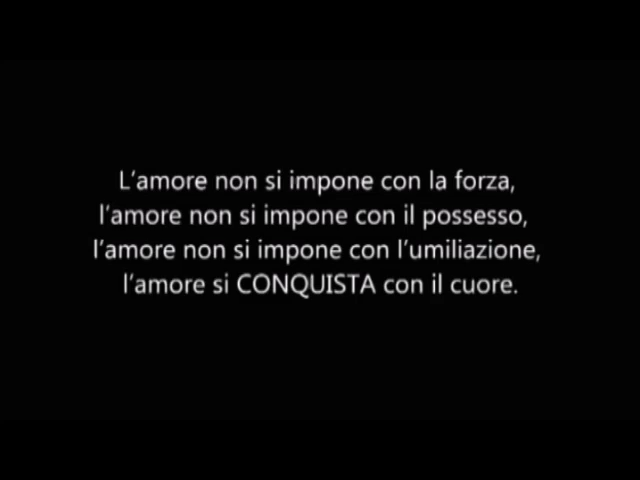 L’amore non si impone con la forza,
l’amore non si impone con il possesso,
l’amore non si impone con l’umiliazione,
l’amore si CONQUISTA con il cuore.